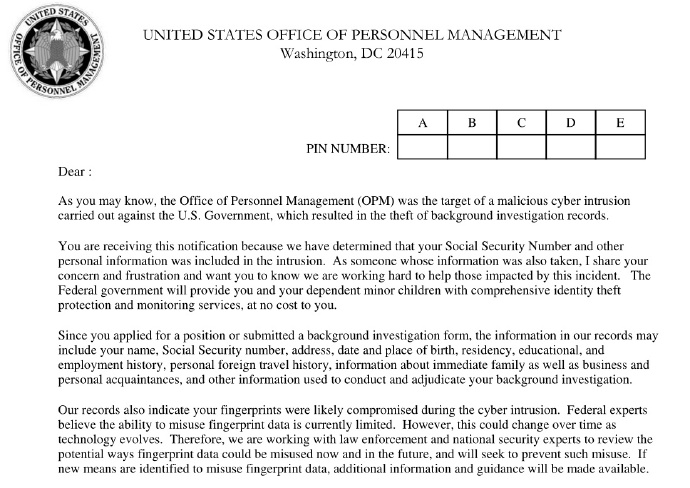 UNITED STATES
OFFICE OF PERSONNEL MANAGEMENT
UNITED STATES OFFICE OF PERSONNEL MANAGEMENT
Washington, DC 20415
A B C D E
PIN NUMBER:
Dear :
As you may know, the Office of Personnel Management (OPM) was the target of a malicious cyber intrusion
carried out against the U.S. Government, which resulted in the theft of background investigation records.
You are receiving this notification because we have determined that your Social Security Number and other
personal information was included in the intrusion. As someone whose information was also taken, I share your
concern and frustration and want you to know we are working hard to help those impacted by this incident. The
Federal government will provide you and your dependent minor children with comprehensive identity theft
protection and monitoring services, at no cost to you.
Since you applied for a position or submitted a background investigation form, the information in our records may
include your name, Social Security number, address, date and place of birth, residency, educational, and
employment history, personal foreign travel history, information about immediate family as well as business and
personal acquaintances, and other information used to conduct and adjudicate your background investigation.
Our records also indicate your fingerprints were likely compromised during the cyber intrusion. Federal experts
believe the ability to misuse fingerprint data is currently limited. However, this could change over time as
technology evolves. Therefore, we are working with law enforcement and national security experts to review the
potential ways fingerprint data could be misused now and in the future, and will seek to prevent such misuse. If
new means are identified to misuse fingerprint data, additional information and guidance will be made available.